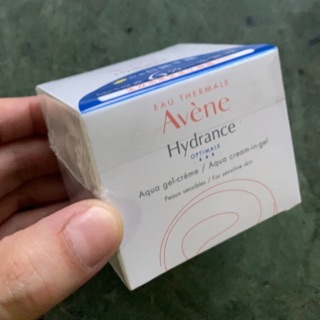 EAU THERMALE
Avène
Hydrance
OPTIMALE
Aqua gel-crème / Aqua cream-in-gel
Peaux sensibles / For sensitive skin